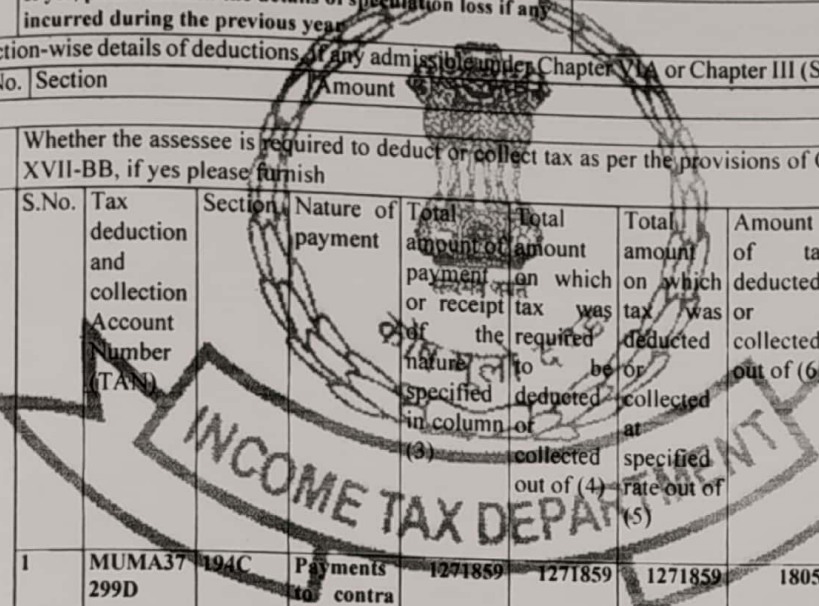 speculation loss if any
incurred during the previous year
ction-wise details of deductions, if any admissible under Chapter VIA or Chapter III (S
No. Section Amount
Whether the assessee is required to deduct or collect tax as per the provisions of C
XVII-BB, if yes please furnish
S.No. Tax Section Nature of Total Total Total Amount
deduction payment amount of amount amount of ta
and payment on which on which deducted
collection or receipt tax was tax was or
Account of the required deducted collected
Number nature to be or out of (6
(TAN) specified deducted collected
in column or at
(3) collected specified
out of (4) rate out of
(5)
INCOME TAX DEPARTMENT
1 MUMA37 194C Payments 1271859 1271859 1271859 1805
299D to contra